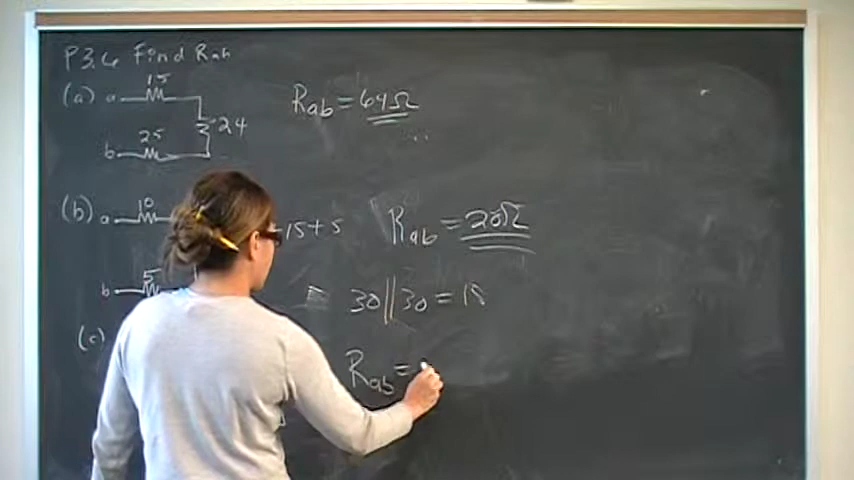 P3.6 Find Rab
(a) a 15
24
b 25
Rab = 64Ω
(b) a 10
15 + 5
b 5
Rab = 20Ω
30 || 30 = 15
(c)
Rab =